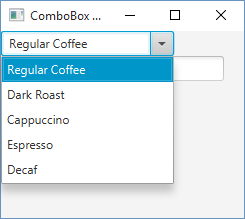 ComboBox ...
Regular Coffee
Regular Coffee
Dark Roast
Cappuccino
Espresso
Decaf